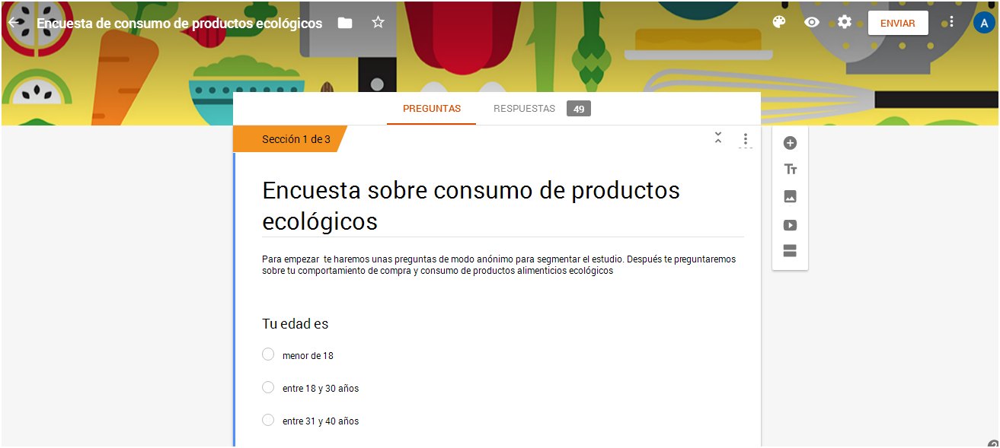 Encuesta de consumo de productos ecológicos
ENVIAR
A
PREGUNTAS
RESPUESTAS
49
Sección 1 de 3
Tт
Encuesta sobre consumo de productos
ecológicos
Para empezar  te haremos unas preguntas de modo anónimo para segmentar el estudio. Después te preguntaremos
sobre tu comportamiento de compra y consumo de productos alimenticios ecológicos
Tu edad es
menor de 18
entre 18 y 30 años
entre 31 y 40 años